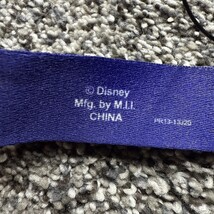 © Disney
Mfg. by M.I.I.
CHINA
PR13-13J20